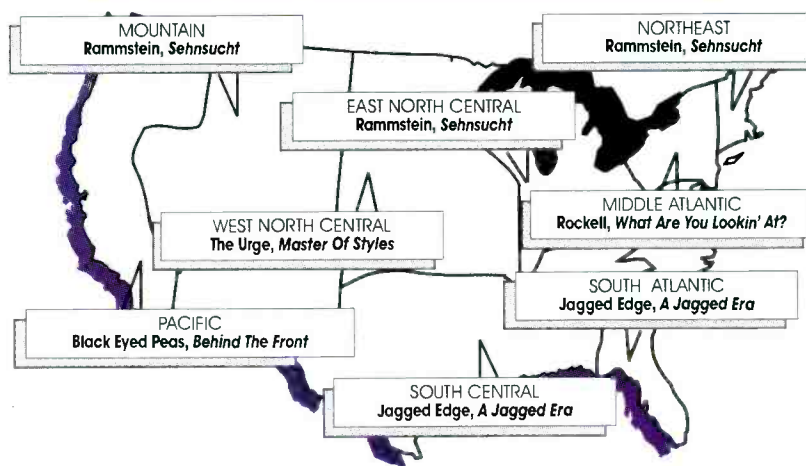 MOUNTAIN
Rammstein, Sehnsucht
NORTHEAST
Rammstein, Sehnsucht
EAST NORTH CENTRAL
Rammstein, Sehnsucht
MIDDLE ATLANTIC
Rockell, What Are You Lookin' At?
WEST NORTH CENTRAL
The Urge, Master Of Styles
SOUTH ATLANTIC
Jagged Edge, A Jagged Era
PACIFIC
Black Eyed Peas, Behind The Front
SOUTH CENTRAL
Jagged Edge, A Jagged Era